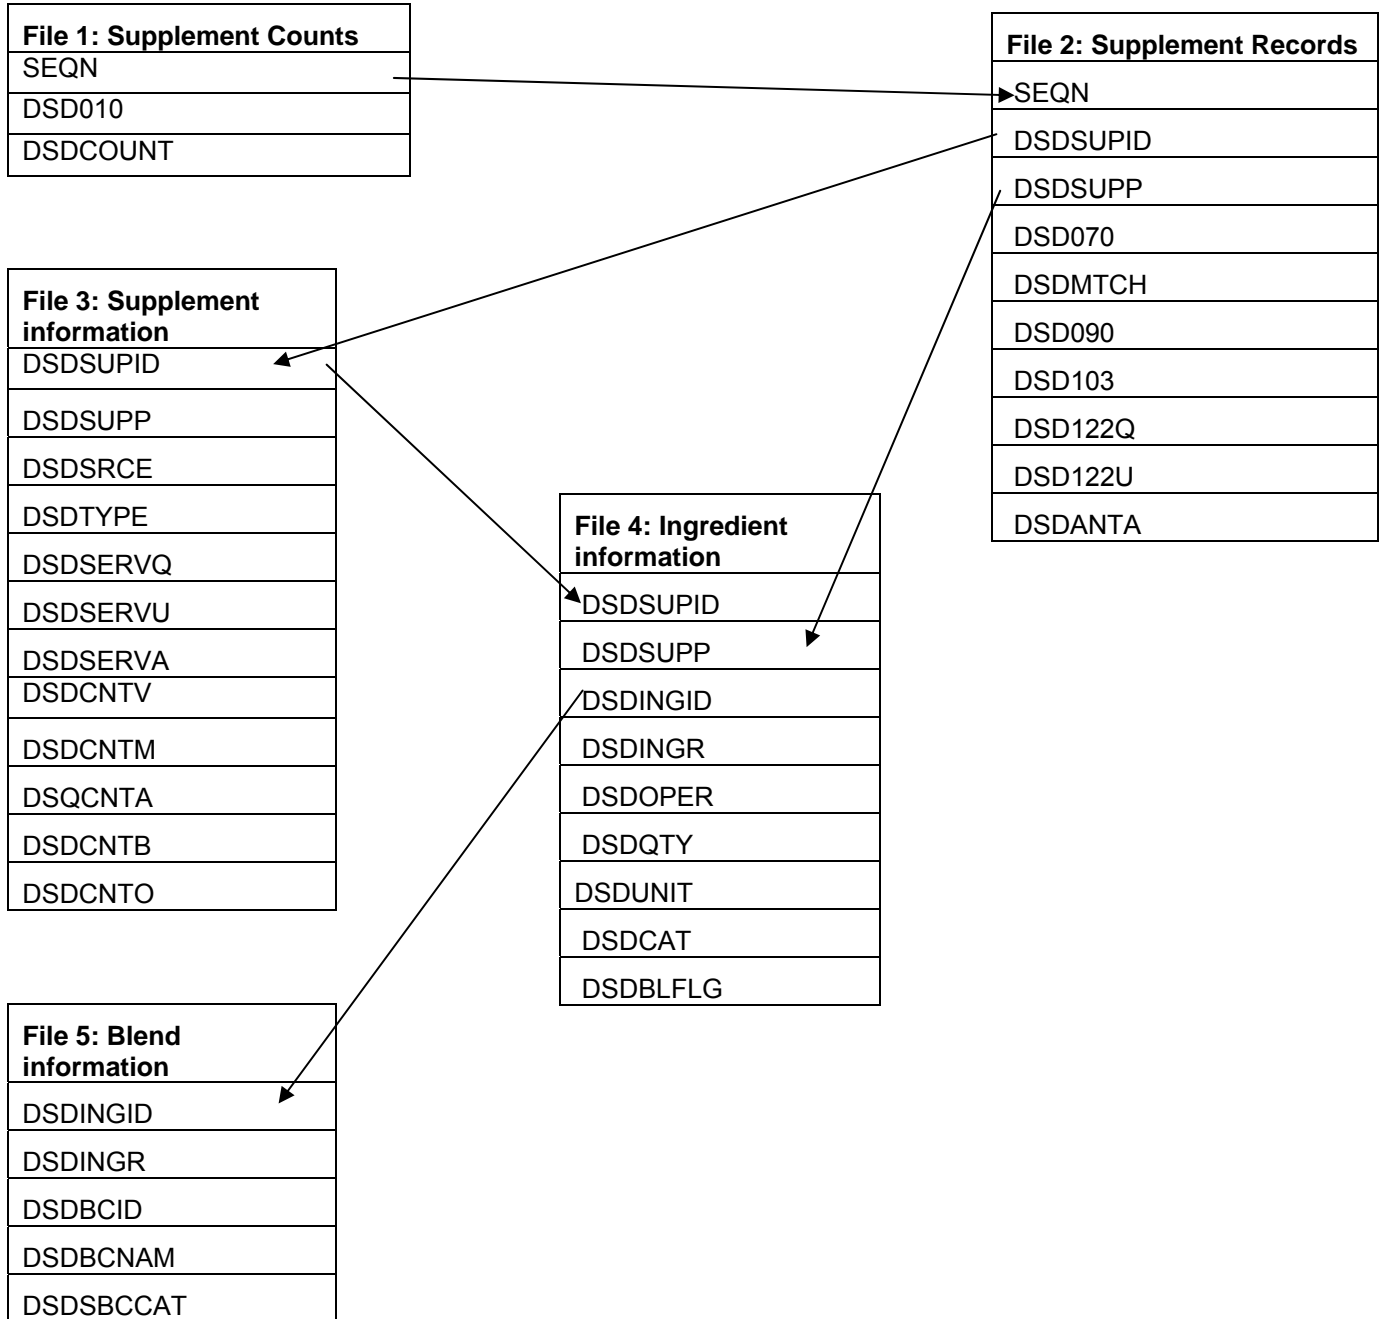 File 1: Supplement Counts
SEQN
DSD010
DSDCOUNT
File 2: Supplement Records
SEQN
DSDSUPID
DSDSUPP
DSD070
DSDMTCH
DSD090
DSD103
DSD122Q
DSD122U
DSDANTA
File 3: Supplement
information
DSDSUPID
DSDSUPP
DSDSRCE
DSDTYPE
DSDSERVQ
DSDSERVU
DSDSERVA
DSDCNTV
DSDCNTM
DSQCNTA
DSDCNTB
DSDCNTO
File 4: Ingredient
information
DSDSUPID
DSDSUPP
DSDINGID
DSDINGR
DSDOPER
DSDQTY
DSDUNIT
DSDCAT
DSDBLFLG
File 5: Blend
information
DSDINGID
DSDINGR
DSDBCID
DSDBCNAM
DSDSBCCAT